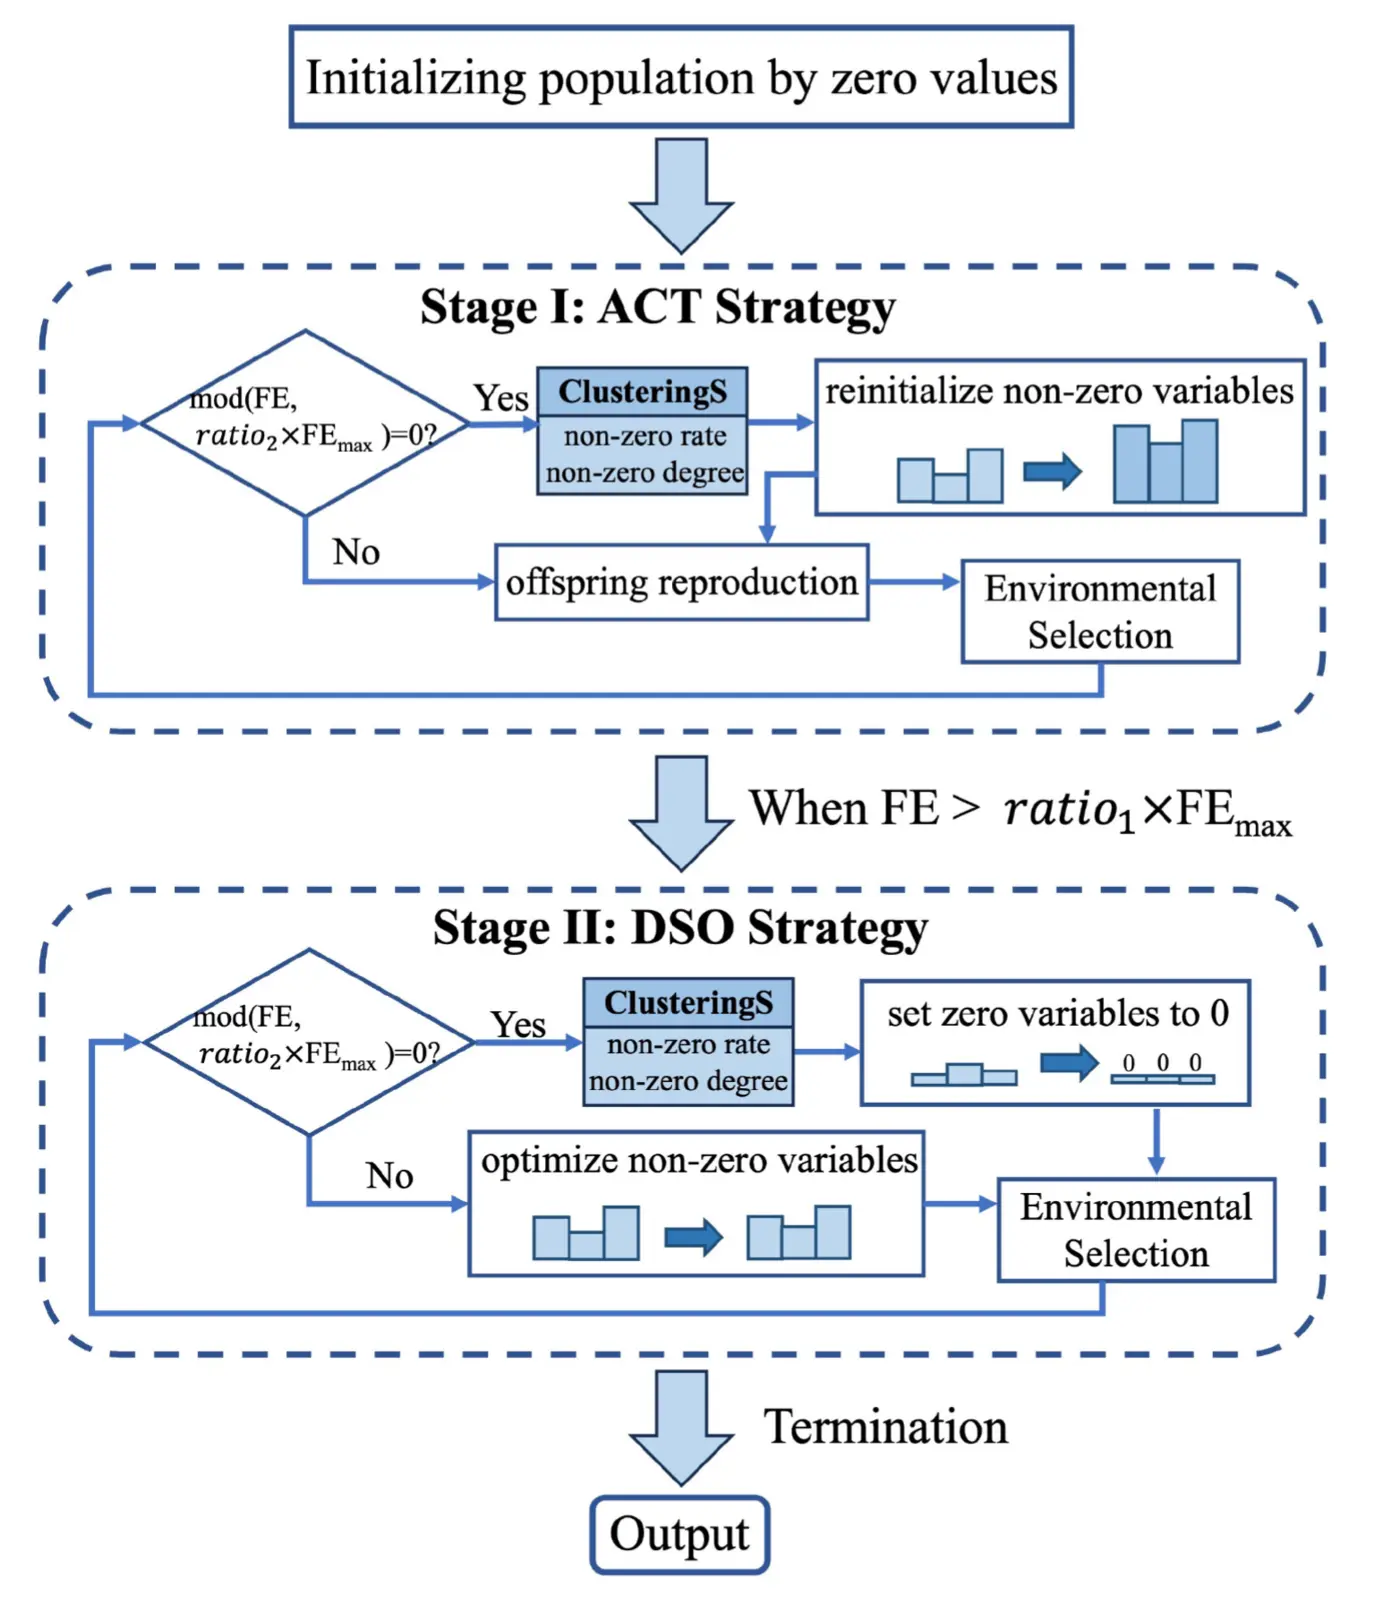 Initializing population by zero values
Stage I: ACT Strategy
mod(FE,
ratio₂×FEmax )=0?
Yes
ClusteringS
non-zero rate
non-zero degree
reinitialize non-zero variables
No
offspring reproduction
Environmental
Selection
When FE > ratio₁×FEmax
Stage II: DSO Strategy
mod(FE,
ratio₂×FEmax )=0?
Yes
ClusteringS
non-zero rate
non-zero degree
set zero variables to 0
0 0 0
No
optimize non-zero variables
Environmental
Selection
Termination
Output